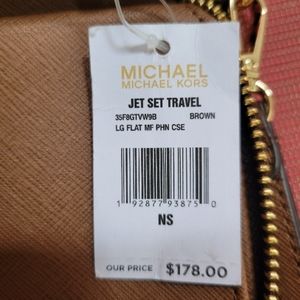 MICHAEL
MICHAEL KORS
JET SET TRAVEL
35F8GTVW9B BROWN
LG FLAT MF PHN CSE
1 92877 93875 0
NS
OUR PRICE $178.00